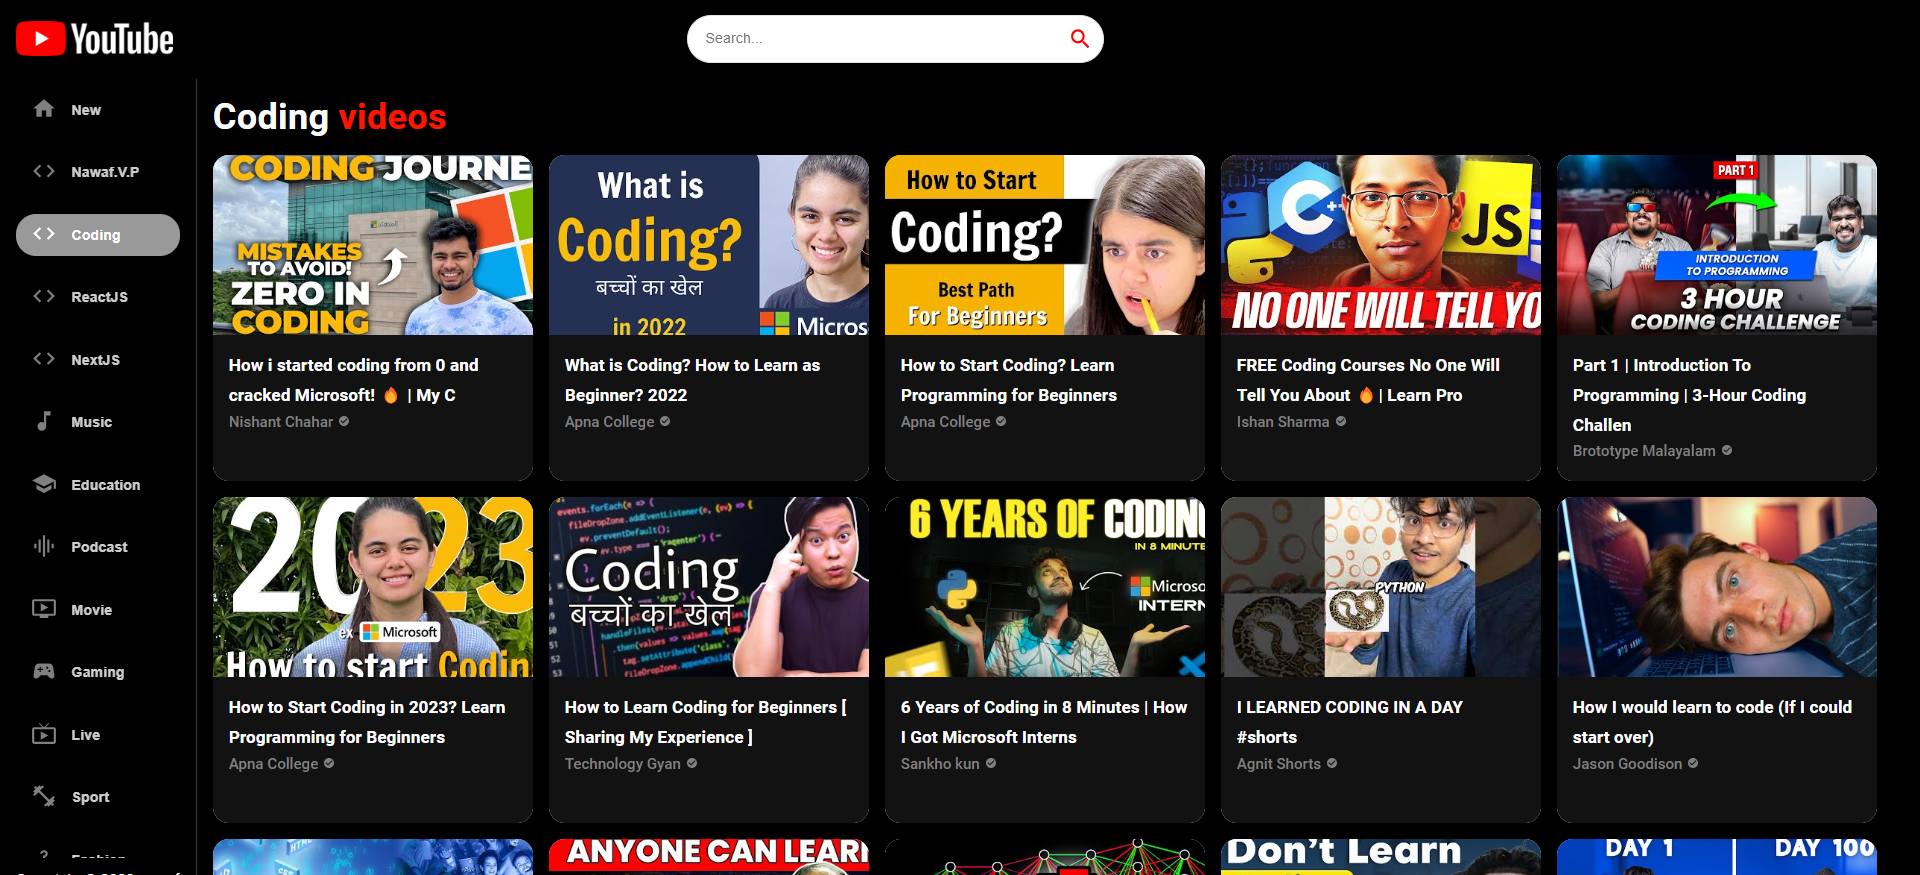 YouTube
Search...
New
Nawaf.V.P
Coding
ReactJS
NextJS
Music
Education
Podcast
Movie
Gaming
Live
Sport
Coding videos
CODING JOURNE
MISTAKES
TO AVOID!
ZERO IN
CODING
How i started coding from 0 and
cracked Microsoft! 🔥 | My C
Nishant Chahar
What is
Coding?
बच्चों का खेल
in 2022
Micros
What is Coding? How to Learn as
Beginner? 2022
Apna College
How to Start
Coding?
Best Path
For Beginners
How to Start Coding? Learn
Programming for Beginners
Apna College
C++
JS
NO ONE WILL TELL YO
FREE Coding Courses No One Will
Tell You About 🔥 | Learn Pro
Ishan Sharma
PART 1
INTRODUCTION
TO PROGRAMMING
3 HOUR
CODING CHALLENGE
Part 1 | Introduction To
Programming | 3-Hour Coding
Challen
Brototype Malayalam
2023
ex Microsoft
How to start Codin
How to Start Coding in 2023? Learn
Programming for Beginners
Apna College
events.forEach(e => {
fileDropZone.addEventListener(e, (ev) => {
ev.preventDefault();
Coding
बच्चों का खेल
How to Learn Coding for Beginners [
Sharing My Experience ]
Technology Gyan
6 YEARS OF CODING
IN 8 MINUTE
Microso
INTERN
6 Years of Coding in 8 Minutes | How
I Got Microsoft Interns
Sankho kun
PYTHON
I LEARNED CODING IN A DAY
#shorts
Agnit Shorts
How I would learn to code (If I could
start over)
Jason Goodison
ANYONE CAN LEAR
Don't Learn
DAY 1
DAY 100